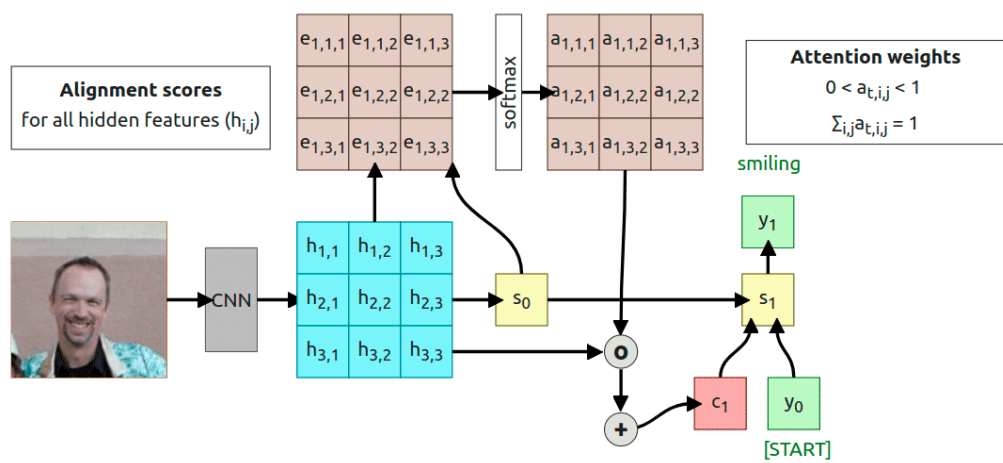 e1,1,1 e1,1,2 e1,1,3
e1,2,1 e1,2,2 e1,2,2
e1,3,1 e1,3,2 e1,3,3
softmax
a1,1,1 a1,1,2 a1,1,3
a1,2,1 a1,2,2 a1,2,2
a1,3,1 a1,3,2 a1,3,3
Alignment scores
for all hidden features (hi,j)
Attention weights
0 < at,i,j < 1
∑i,jat,i,j = 1
smiling
y1
CNN
h1,1 h1,2 h1,3
h2,1 h2,2 h2,3
h3,1 h3,2 h3,3
s0
s1
o
+
c1
y0
[START]